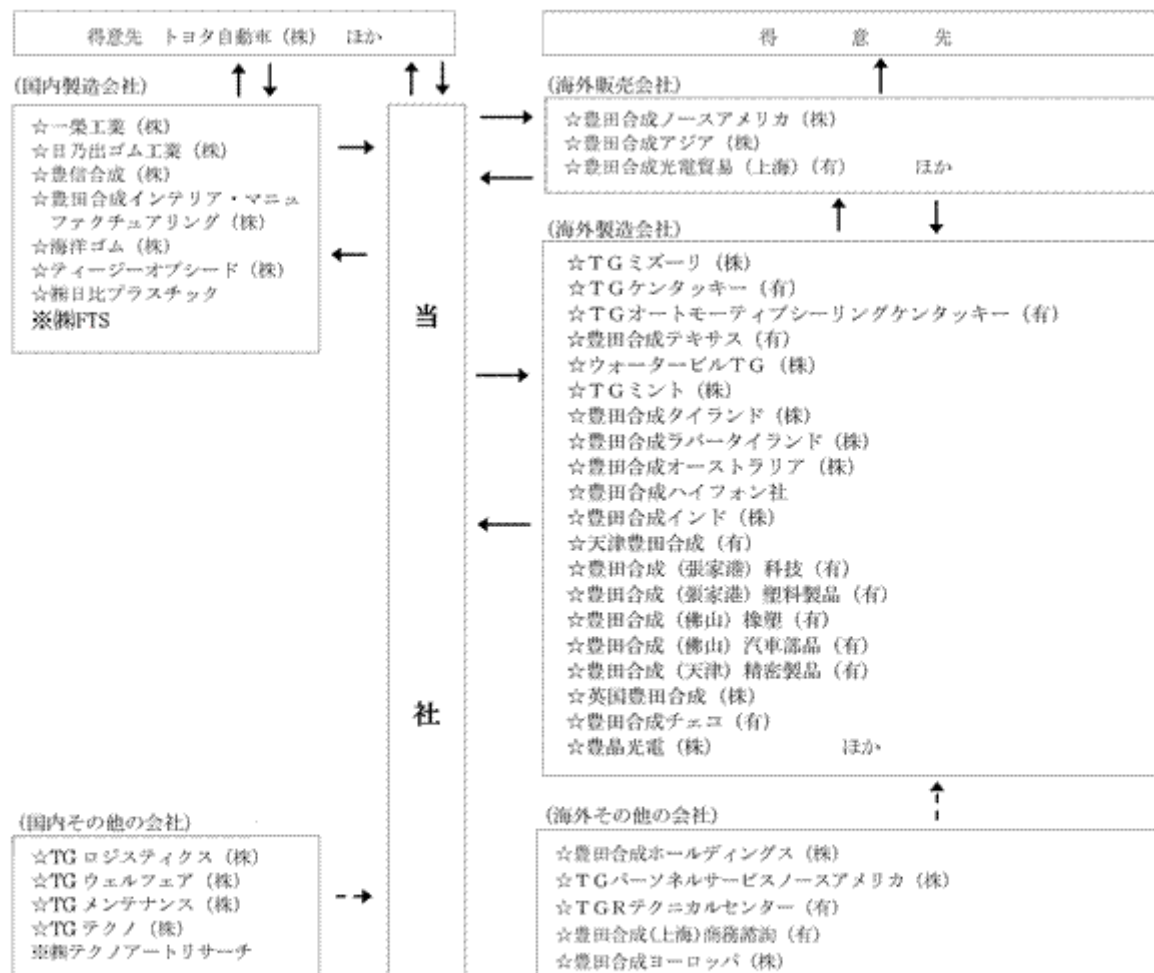 得意先 トヨタ自動車（株） ほか
(国内製造会社)
☆一榮工業（株）
☆日乃出ゴム工業（株）
☆豊信合成（株）
☆豊田合成インテリア・マニュ
ファクチュアリング（株）
☆海洋ゴム（株）
☆ティージーオプシード（株）
☆㈱日比プラスチック
※㈱FTS
(国内その他の会社)
☆TG ロジスティクス（株）
☆TG ウェルフェア（株）
☆TG メンテナンス（株）
☆TG テクノ（株）
※㈱テクノアートリサーチ
当
社
得 意 先
(海外販売会社)
☆豊田合成ノースアメリカ（株）
☆豊田合成アジア（株）
☆豊田合成光電貿易（上海）（有） ほか
(海外製造会社)
☆ＴＧミズーリ（株）
☆ＴＧケンタッキー（有）
☆ＴＧオートモーティブシーリングケンタッキー（有）
☆豊田合成テキサス（有）
☆ウォータービルＴＧ（株）
☆ＴＧミント（株）
☆豊田合成タイランド（株）
☆豊田合成ラバータイランド（株）
☆豊田合成オーストラリア（株）
☆豊田合成ハイフォン社
☆豊田合成インド（株）
☆天津豊田合成（有）
☆豊田合成（張家港）科技（有）
☆豊田合成（張家港）塑料製品（有）
☆豊田合成（佛山）橡塑（有）
☆豊田合成（佛山）汽車部品（有）
☆豊田合成（天津）精密製品（有）
☆英国豊田合成（株）
☆豊田合成チェコ（有）
☆豊晶光電（株） ほか
(海外その他の会社)
☆豊田合成ホールディングス（株）
☆ＴＧパーソネルサービスノースアメリカ（株）
☆ＴＧＲテクニカルセンター（有）
☆豊田合成(上海)商務諮詢（有）
☆豊田合成ヨーロッパ（株）